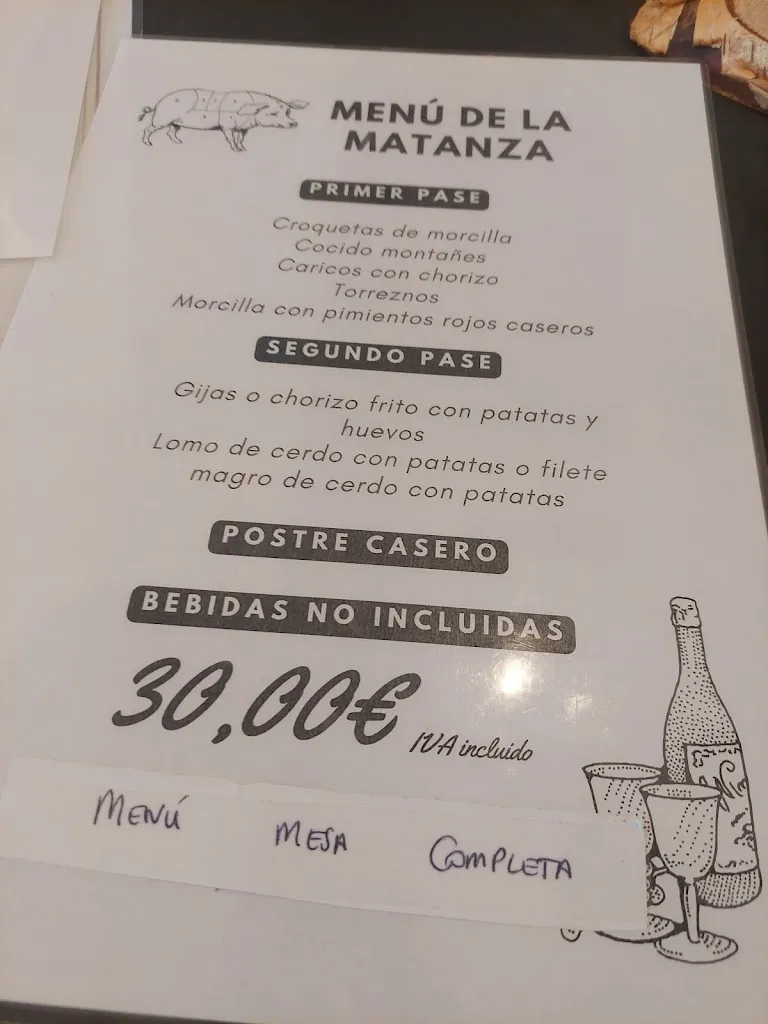 MENÚ DE LA
MATANZA
PRIMER PASE
Croquetas de morcilla
Cocido montañes
Caricos con chorizo
Torreznos
Morcilla con pimientos rojos caseros
SEGUNDO PASE
Gijas o chorizo frito con patatas y
huevos
Lomo de cerdo con patatas o filete
magro de cerdo con patatas
POSTRE CASERO
BEBIDAS NO INCLUIDAS
30,00€ IVA incluido
MENÚ MESA COMPLETA